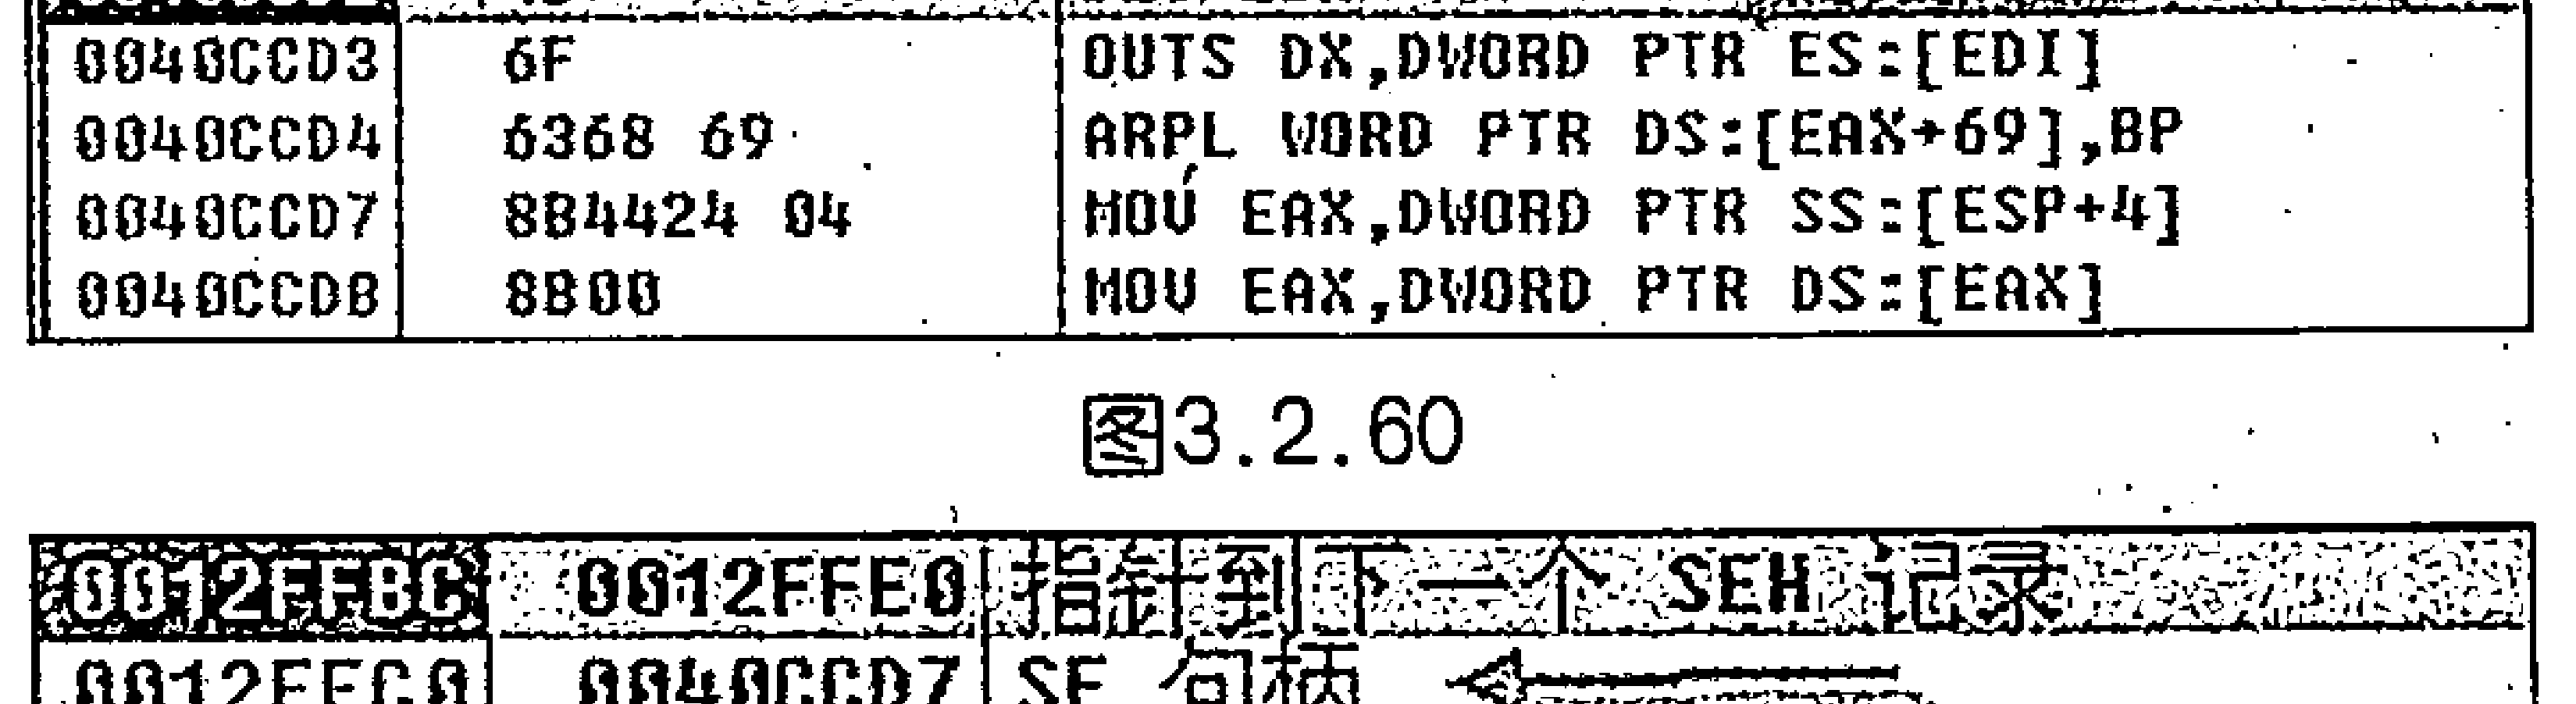 0040CCD3 6F OUTS DX,DWORD PTR ES:[EDI]
0040CCD4 6368 69 ARPL WORD PTR DS:[EAX+69],BP
0040CCD7 8B4424 04 MOV EAX,DWORD PTR SS:[ESP+4]
0040CCDB 8B00 MOV EAX,DWORD PTR DS:[EAX]
图3.2.60
0012FFBC 0012FFE0 指针到下一个 SEH 记录
0012FFC0 0040CCD7 SE 句柄